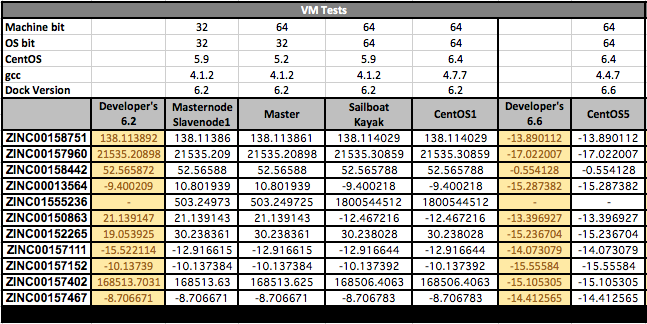 VM Tests
Machine bit 32 64 64 64 64
OS bit 32 32 64 64 64
CentOS 5.9 5.2 5.9 6.4 6.4
gcc 4.1.2 4.1.2 4.1.2 4.7.7 4.4.7
Dock Version 6.2 6.2 6.2 6.2 6.6
Developer's 6.2 Masternode Slavenode1 Master Sailboat Kayak CentOS1 Developer's 6.6 CentOS5
ZINC00158751 138.113892 138.11386 138.113861 138.114029 138.114029 -13.890112 -13.890112
ZINC00157960 21535.20898 21535.209 21535.20898 21535.30859 21535.30859 -17.022007 -17.022007
ZINC00158442 52.565872 52.56588 52.56588 52.565788 52.565788 -0.554128 -0.554128
ZINC00013564 -9.400209 10.801939 10.801939 -9.400218 -9.400218 -15.287382 -15.287382
ZINC01555236 - 503.24973 503.249725 1800544512 1800544512 - -
ZINC00150863 21.139147 21.139143 21.139143 -12.467216 -12.467216 -13.396927 -13.396927
ZINC00152265 19.053925 30.238361 30.238361 30.238028 30.238028 -15.236704 -15.236704
ZINC00157111 -15.522114 -12.916615 -12.916615 -12.916644 -12.916644 -14.073079 -14.073079
ZINC00157152 -10.13739 -10.137384 -10.137384 -10.137392 -10.137392 -15.55584 -15.55584
ZINC00157402 168513.7031 168513.63 168513.625 168506.4063 168506.4063 -15.105305 -15.105305
ZINC00157467 -8.706671 -8.706671 -8.706671 -8.706783 -8.706783 -14.412565 -14.412565